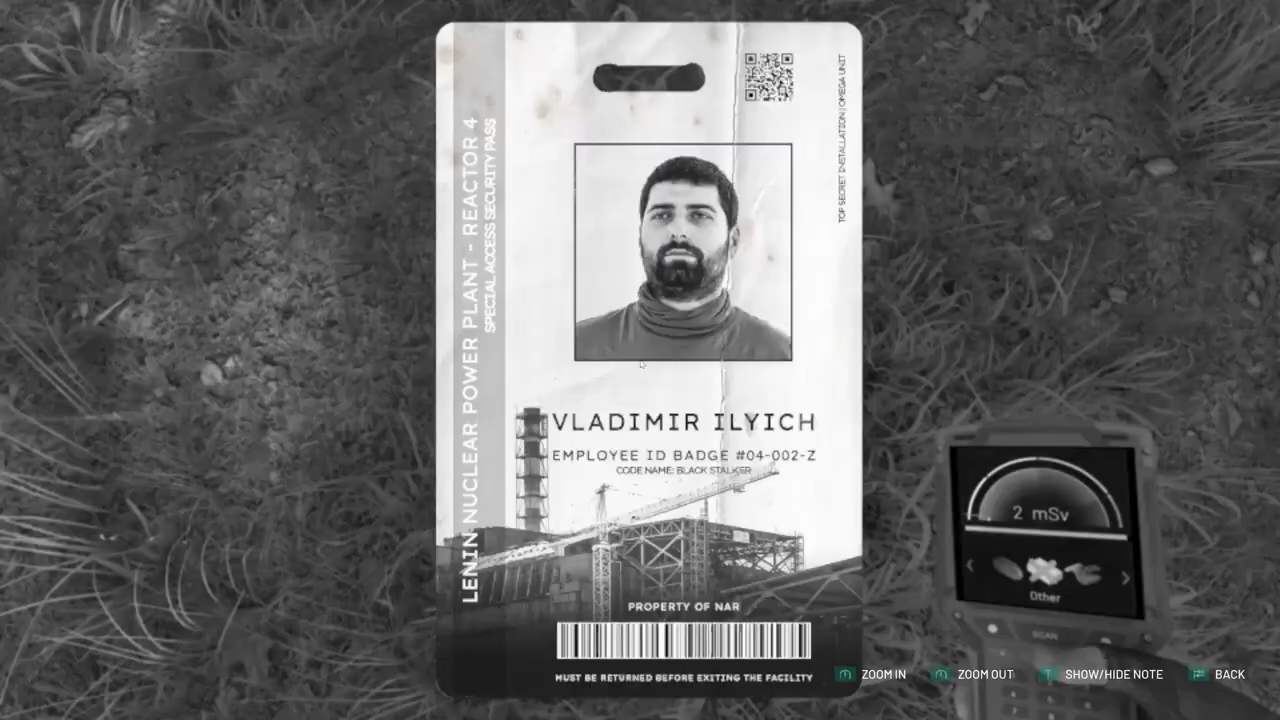 LENIN NUCLEAR POWER PLANT - REACTOR 4
SPECIAL ACCESS SECURITY PASS
TOP SECRET INSTALLATION | OMEGA UNIT
VLADIMIR ILYICH
EMPLOYEE ID BADGE #04-002-Z
CODE NAME: BLACK STALKER
PROPERTY OF NAR
MUST BE RETURNED BEFORE EXITING THE FACILITY
2 mSv
Other
SCAN
ZOOM IN
ZOOM OUT
SHOW/HIDE NOTE
BACK